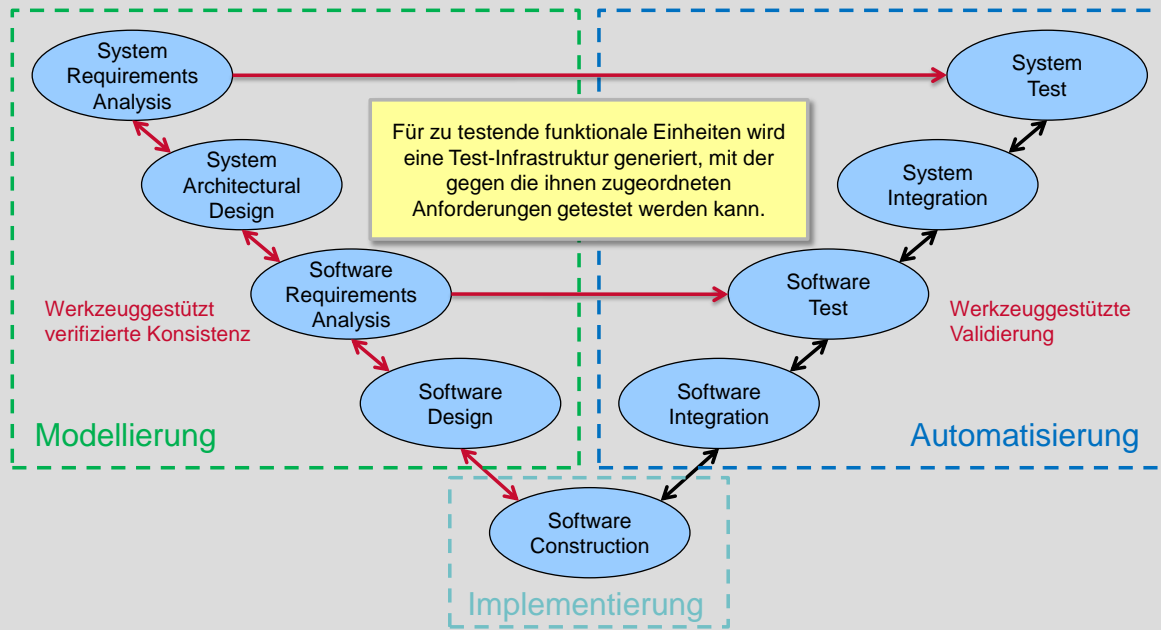 System
Requirements
Analysis
System
Test
Für zu testende funktionale Einheiten wird
eine Test-Infrastruktur generiert, mit der
gegen die ihnen zugeordneten
Anforderungen getestet werden kann.
System
Architectural
Design
System
Integration
Software
Requirements
Analysis
Software
Test
Werkzeuggestützt
verifizierte Konsistenz
Werkzeuggestützte
Validierung
Software
Design
Software
Integration
Modellierung
Automatisierung
Software
Construction
Implementierung